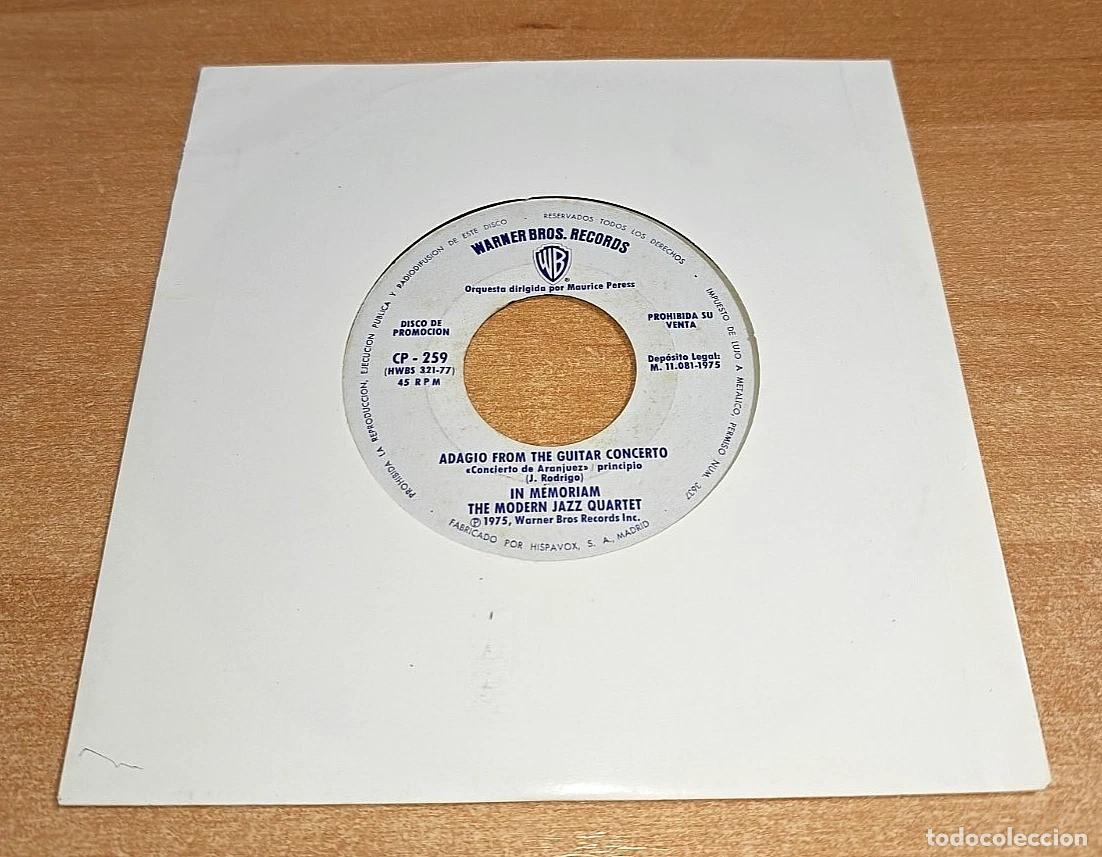 PROHIBIDA LA REPRODUCCION, EJECUCION PUBLICA Y RADIODIFUSION DE ESTE DISCO · RESERVADOS TODOS LOS DERECHOS
IMPUESTO DE LUJO A METALICO, PERMISO NUM. 3637
WARNER BROS. RECORDS
WB
®
Orquesta dirigida por Maurice Peress
DISCO DE
PROMOCION
PROHIBIDA SU
VENTA
CP - 259
(HWBS 321-77)
45 RPM
Depósito Legal:
M. 11.081-1975
ADAGIO FROM THE GUITAR CONCERTO
«Concierto de Aranjuez» / principio
(J. Rodrigo)
IN MEMORIAM
THE MODERN JAZZ QUARTET
℗ 1975, Warner Bros Records Inc.
FABRICADO POR HISPAVOX, S. A., MADRID
todocoleccion